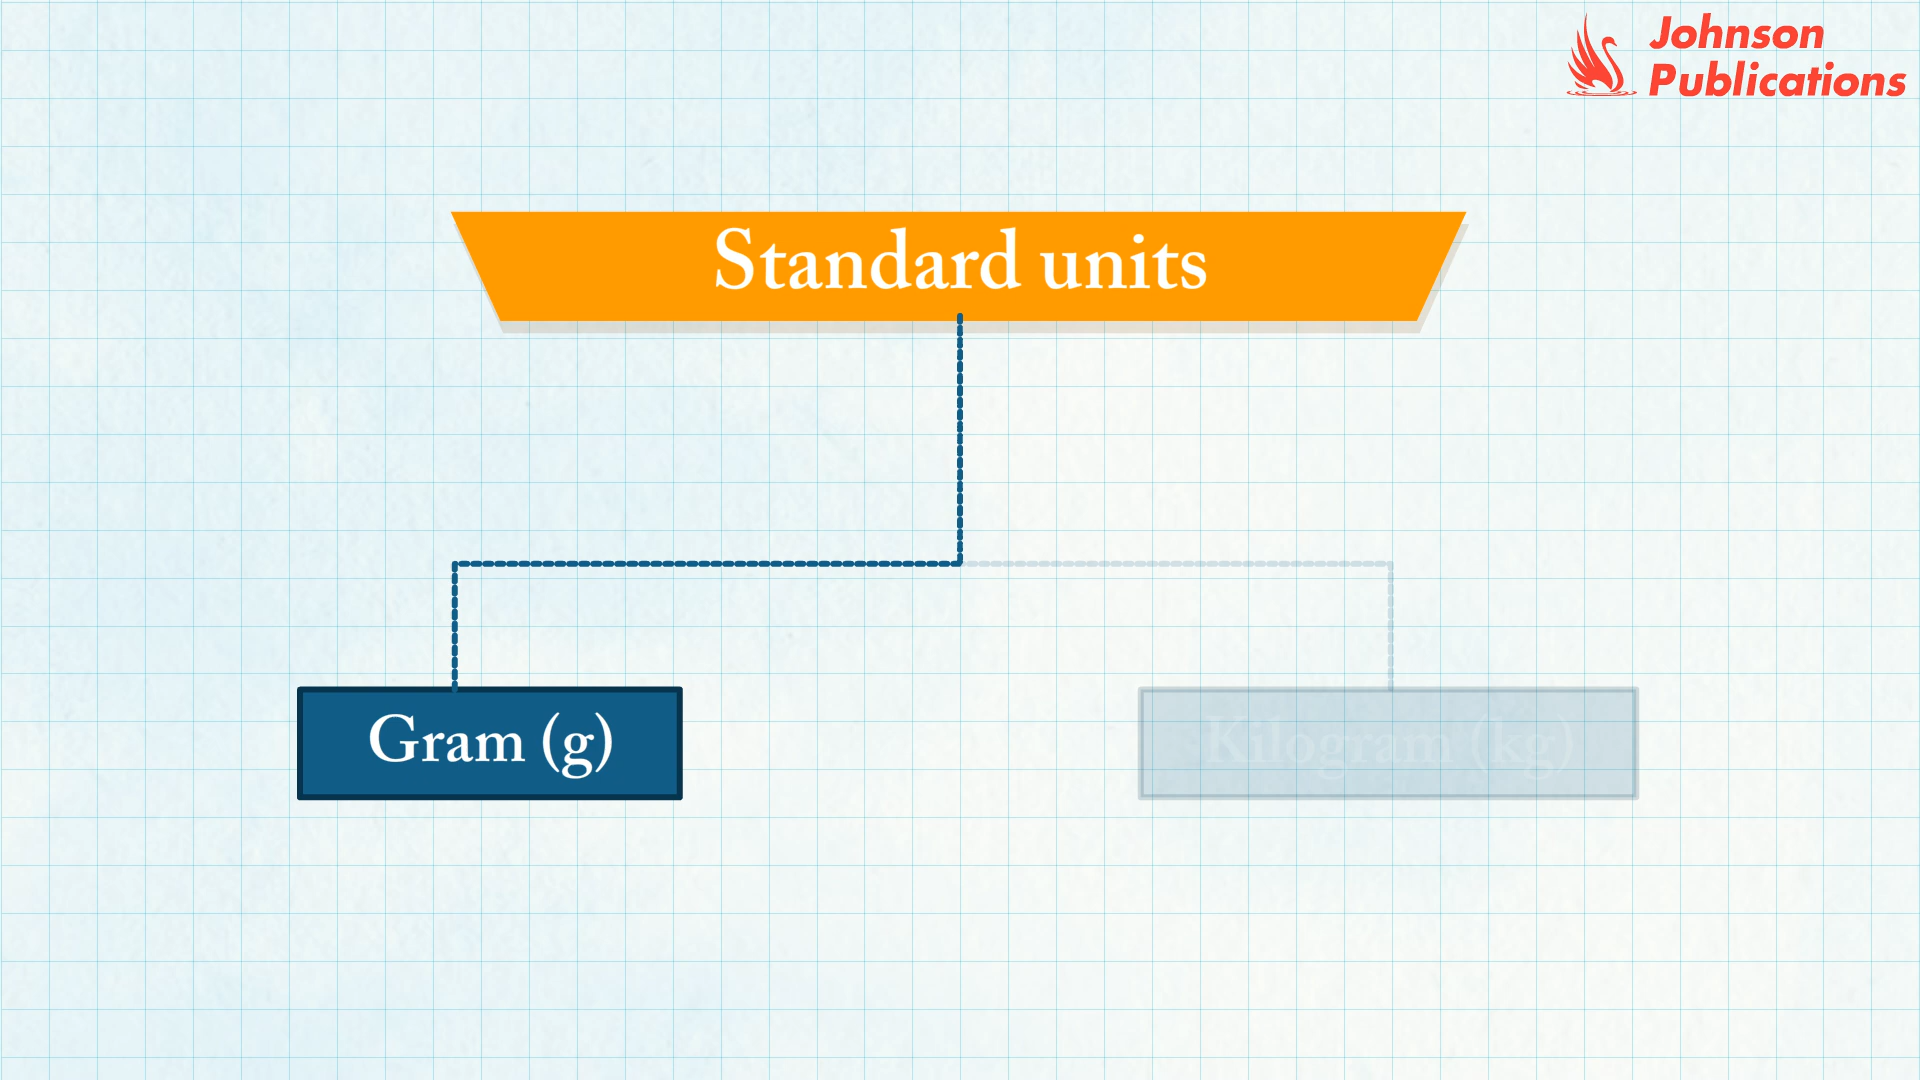 Johnson
Publications
Standard units
Gram (g)
Kilogram (kg)